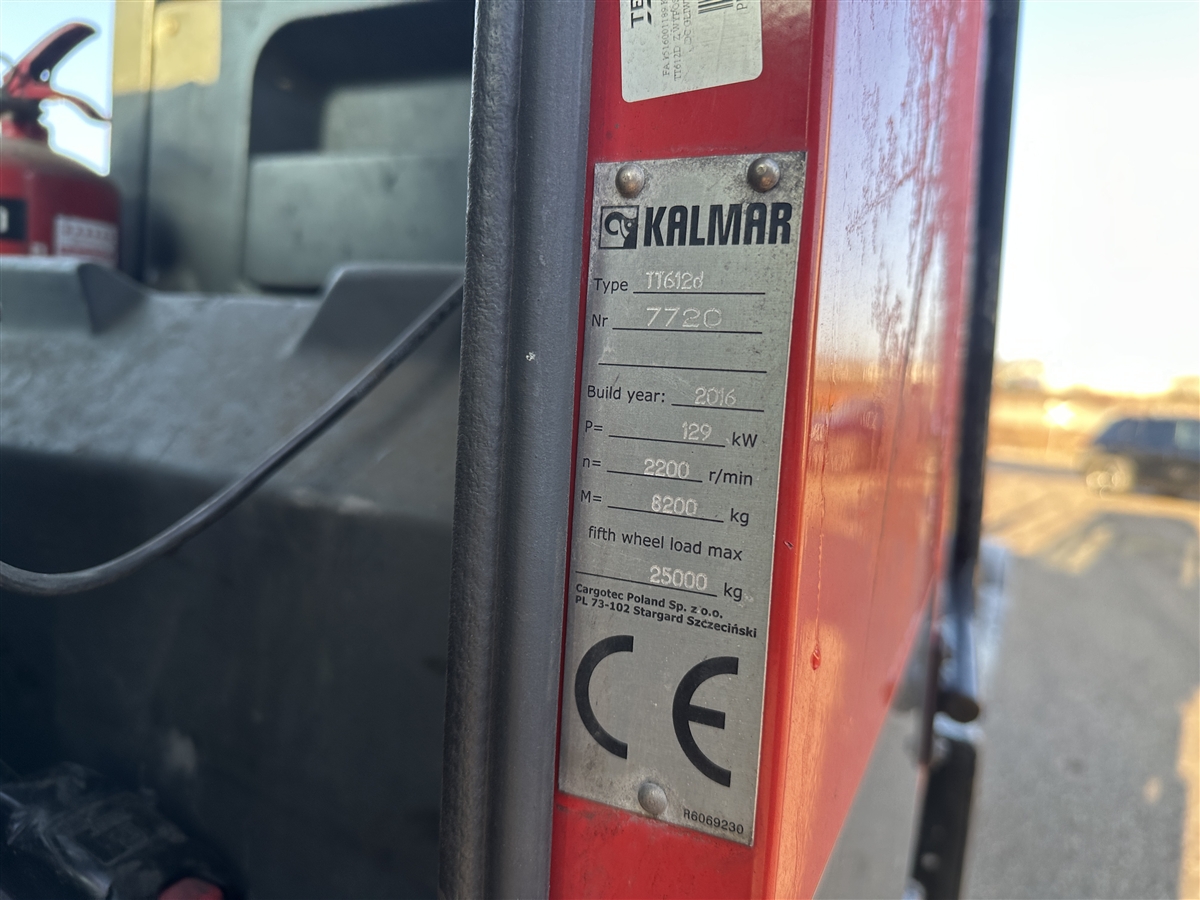 TT612D
KALMAR
Type TT612d
Nr 7720
Build year: 2016
P= 129 kW
n= 2200 r/min
M= 8200 kg
fifth wheel load max
25000 kg
Cargotec Poland Sp. z o.o.
PL 73-102 Stargard Szczeciński
CE
R6069230